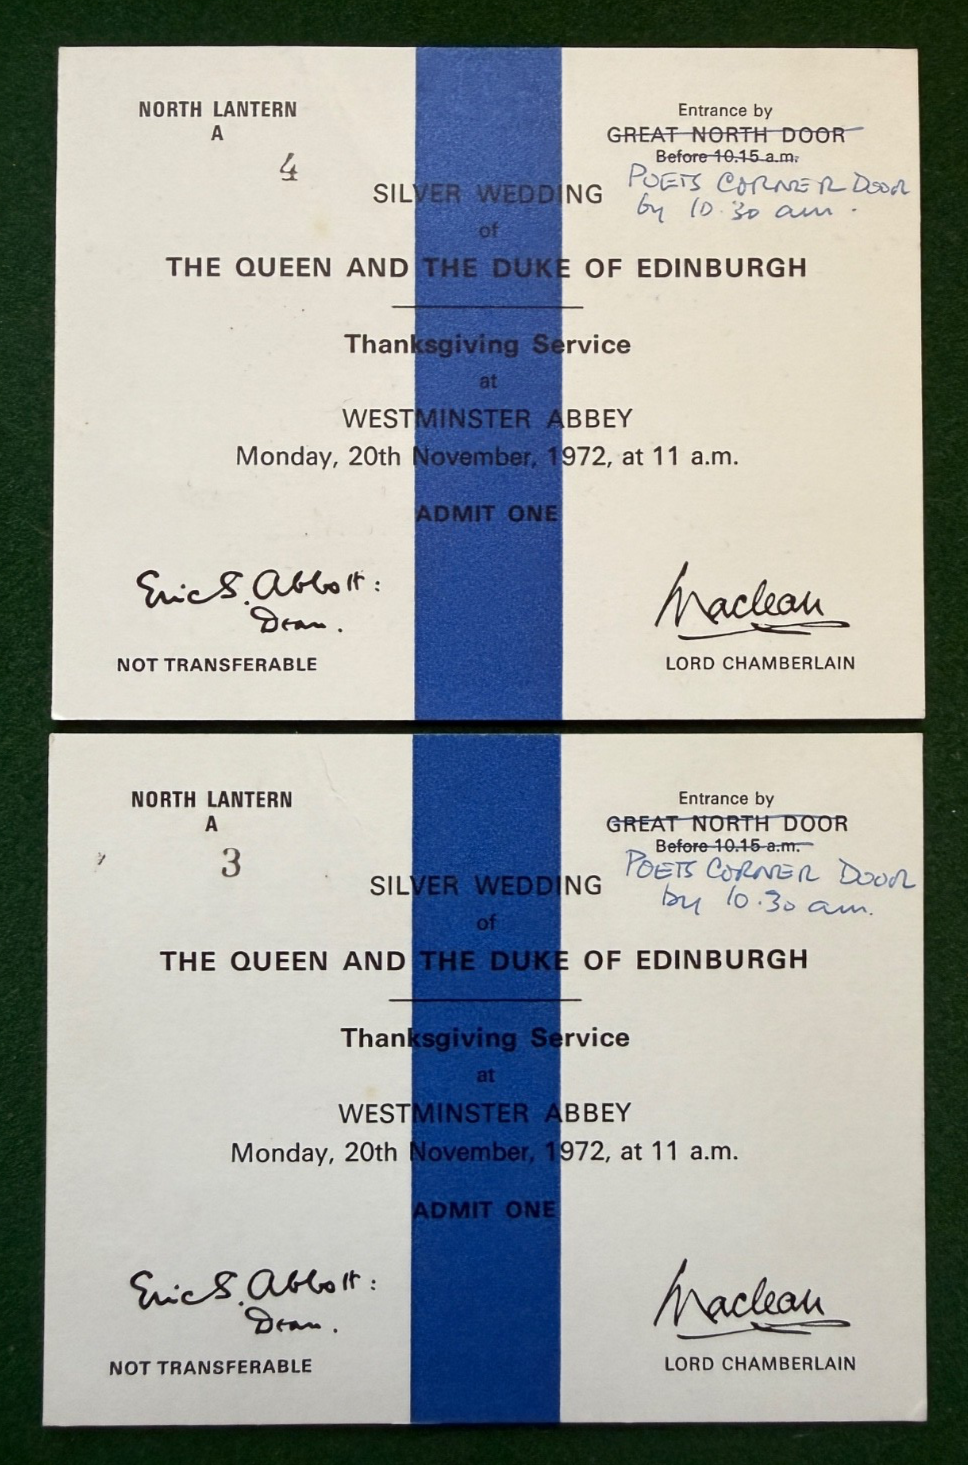 NORTH LANTERN
A
4
Entrance by
GREAT NORTH DOOR
Before 10.15 a.m.
POETS CORNER DOOR
by 10.30 am.
SILVER WEDDING
of
THE QUEEN AND THE DUKE OF EDINBURGH
Thanksgiving Service
at
WESTMINSTER ABBEY
Monday, 20th November, 1972, at 11 a.m.
ADMIT ONE
Eric S. Abbott:
Dean.
NOT TRANSFERABLE
Maclean
LORD CHAMBERLAIN
NORTH LANTERN
A
3
Entrance by
GREAT NORTH DOOR
Before 10.15 a.m.
POETS CORNER DOOR
by 10.30 am.
SILVER WEDDING
of
THE QUEEN AND THE DUKE OF EDINBURGH
Thanksgiving Service
at
WESTMINSTER ABBEY
Monday, 20th November, 1972, at 11 a.m.
ADMIT ONE
Eric S. Abbott:
Dean.
NOT TRANSFERABLE
Maclean
LORD CHAMBERLAIN